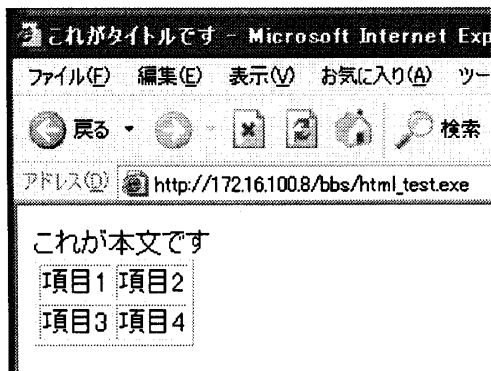 これがタイトルです - Microsoft Internet Exp
ファイル(F) 編集(E) 表示(V) お気に入り(A) ツー
戻る 検索
アドレス(D) http://172.16.100.8/bbs/html_test.exe
これが本文です
項目1 項目2
項目3 項目4